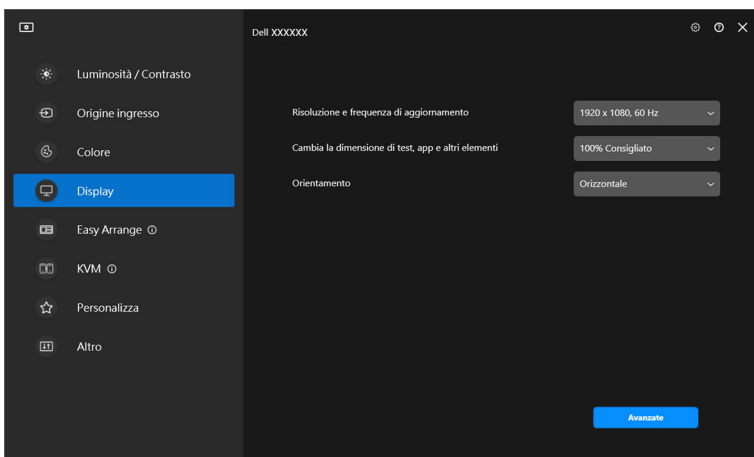 Dell XXXXXX
Luminosità / Contrasto
Origine ingresso
Colore
Display
Easy Arrange
KVM
Personalizza
Altro
Risoluzione e frequenza di aggiornamento
1920 x 1080, 60 Hz
Cambia la dimensione di test, app e altri elementi
100% Consigliato
Orientamento
Orizzontale
Avanzate